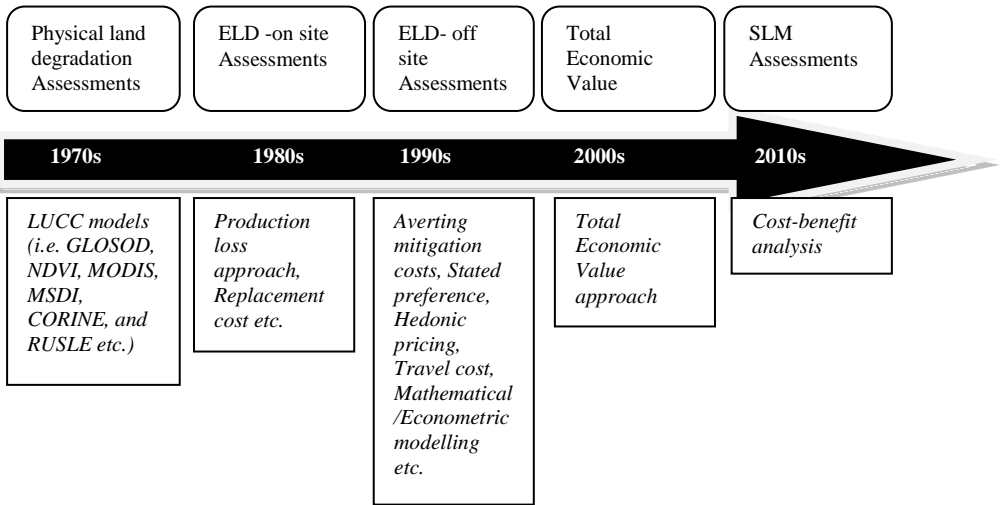 Physical land
degradation
Assessments
ELD -on site
Assessments
ELD- off
site
Assessments
Total
Economic
Value
SLM
Assessments
1970s
1980s
1990s
2000s
2010s
LUCC models
(i.e. GLOSOD,
NDVI, MODIS,
MSDI,
CORINE, and
RUSLE etc.)
Production
loss
approach,
Replacement
cost etc.
Averting
mitigation
costs, Stated
preference,
Hedonic
pricing,
Travel cost,
Mathematical
/Econometric
modelling
etc.
Total
Economic
Value
approach
Cost-benefit
analysis